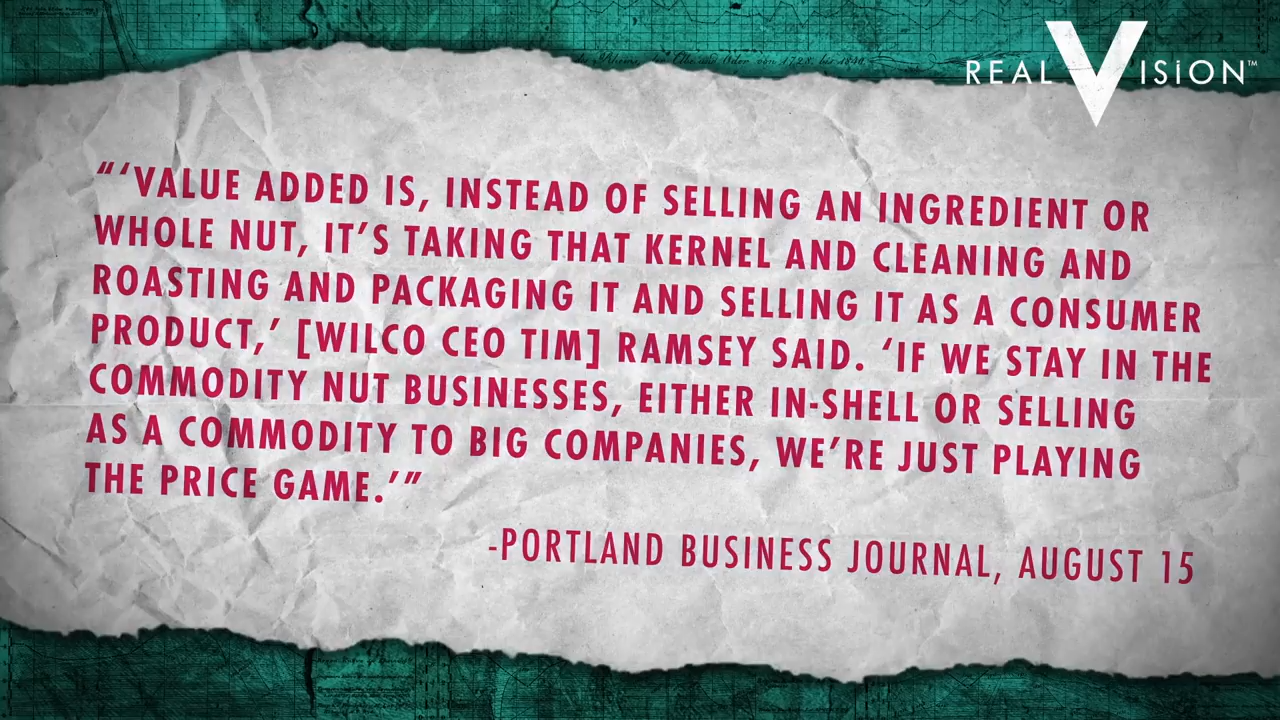 REAL VISION™
"'VALUE ADDED IS, INSTEAD OF SELLING AN INGREDIENT OR
WHOLE NUT, IT'S TAKING THAT KERNEL AND CLEANING AND
ROASTING AND PACKAGING IT AND SELLING IT AS A CONSUMER
PRODUCT,' [WILCO CEO TIM] RAMSEY SAID. 'IF WE STAY IN THE
COMMODITY NUT BUSINESSES, EITHER IN-SHELL OR SELLING
AS A COMMODITY TO BIG COMPANIES, WE'RE JUST PLAYING
THE PRICE GAME.'"
-PORTLAND BUSINESS JOURNAL, AUGUST 15